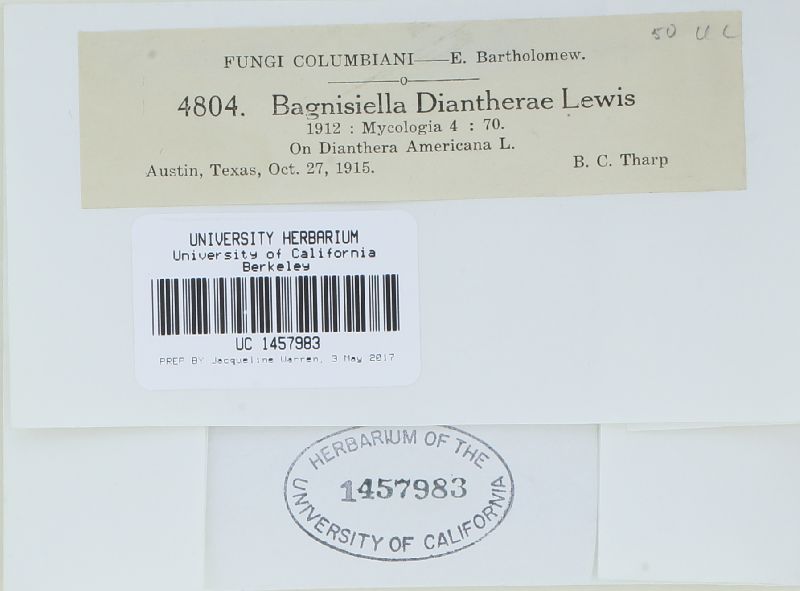 50 U C
FUNGI COLUMBIANI——E. Bartholomew.
4804. Bagnisiella Diantherae Lewis
1912 : Mycologia 4 : 70.
On Dianthera Americana L.
Austin, Texas, Oct. 27, 1915. B. C. Tharp
UNIVERSITY HERBARIUM
University of California
Berkeley
UC 1457983
PREP BY Jacqueline Warren, 3 May 2017
HERBARIUM OF THE
1457983
UNIVERSITY OF CALIFORNIA